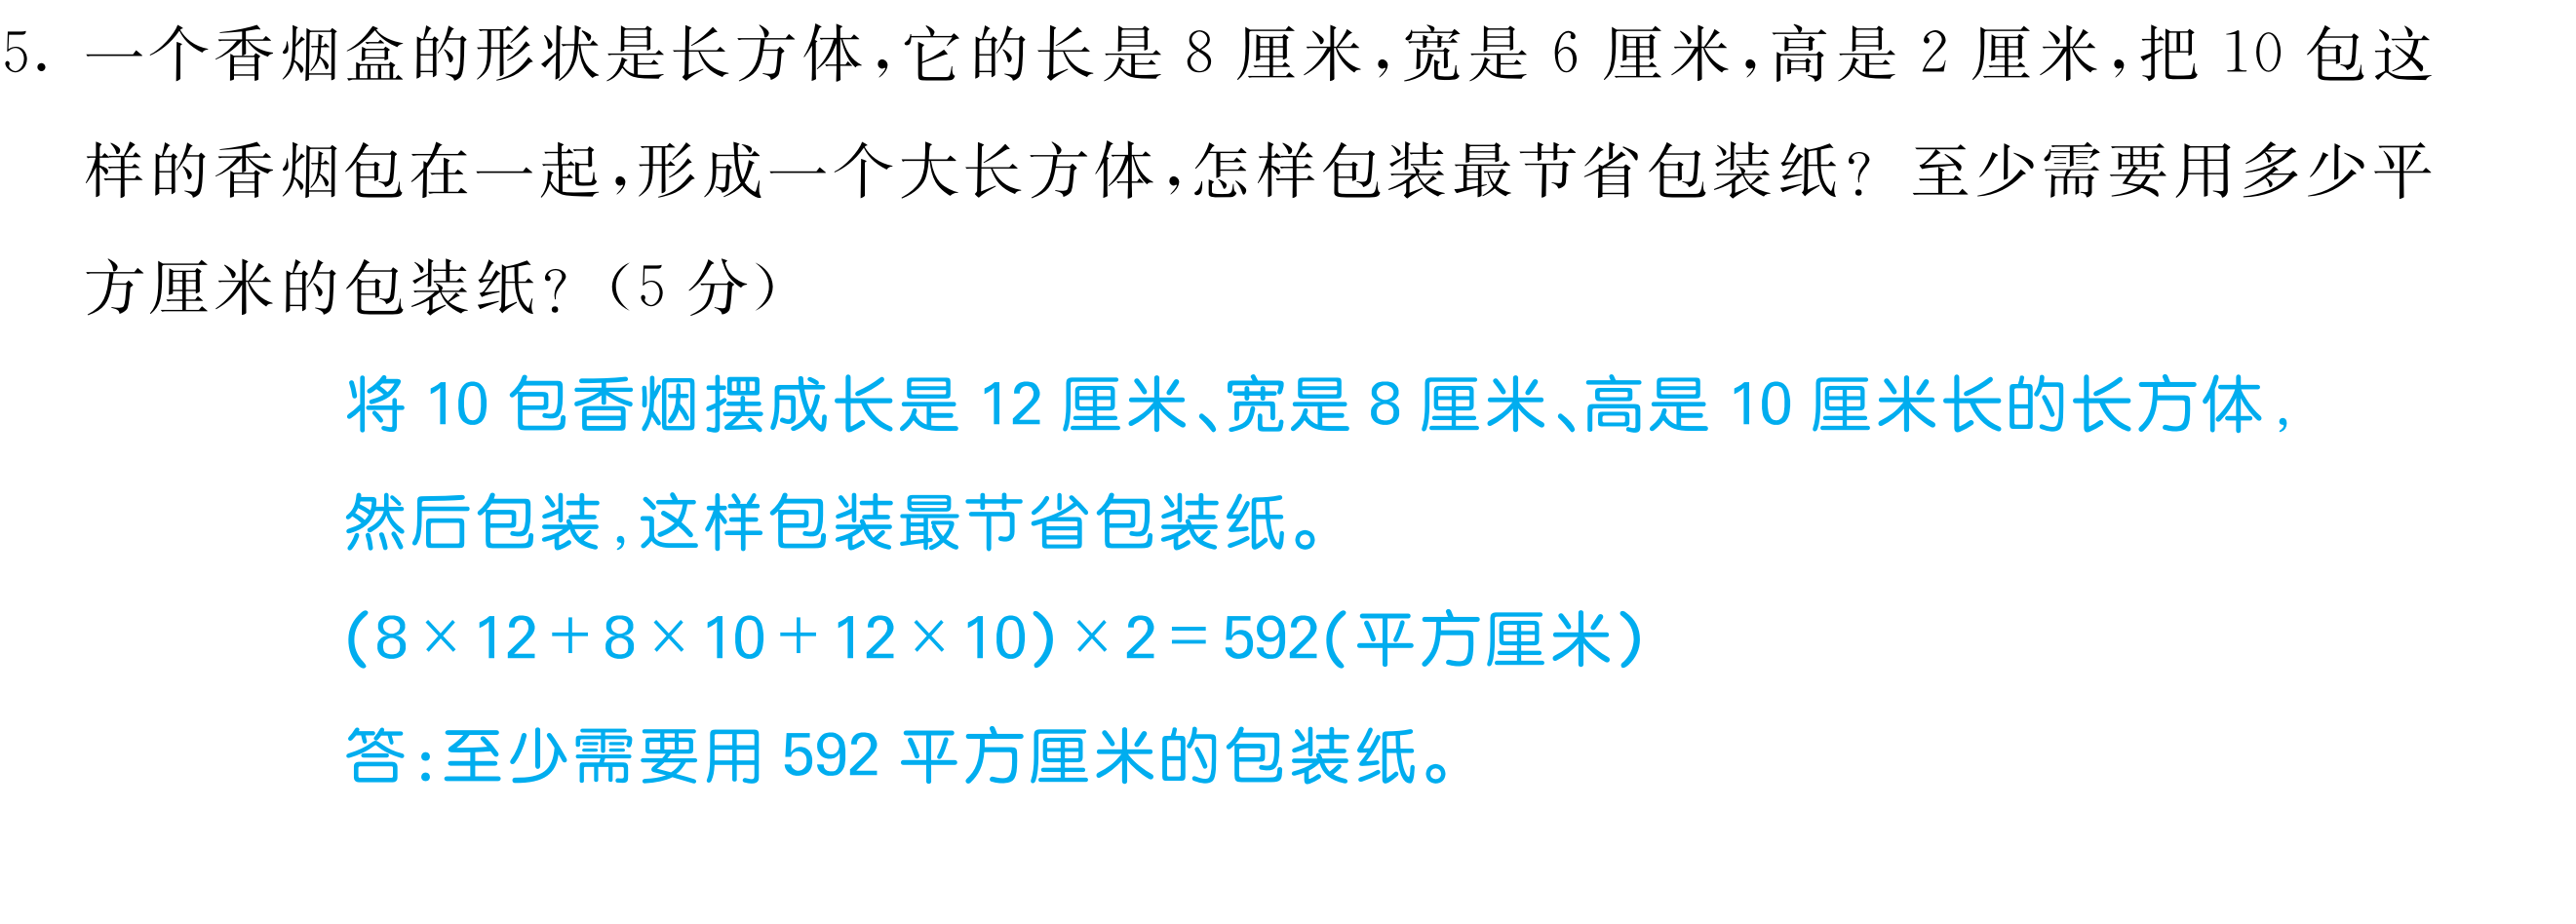 5. 一个香烟盒的形状是长方体,它的长是 8 厘米,宽是 6 厘米,高是 2 厘米,把 10 包这
样的香烟包在一起,形成一个大长方体,怎样包装最节省包装纸? 至少需要用多少平
方厘米的包装纸?(5 分)
将 10 包香烟摆成长是 12 厘米、宽是 8 厘米、高是 10 厘米长的长方体,
然后包装,这样包装最节省包装纸。
(8×12+8×10+12×10)×2=592(平方厘米)
答:至少需要用 592 平方厘米的包装纸。